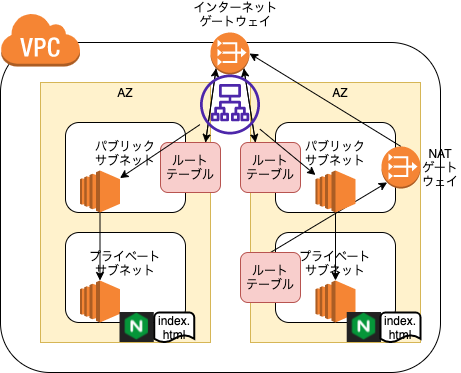 インターネット
ゲートウェイ
VPC
AZ
AZ
パブリック
サブネット
ルート
テーブル
ルート
テーブル
パブリック
サブネット
NAT
ゲート
ウェイ
プライベート
サブネット
ルート
テーブル
プライベート
サブネット
N
index.
html
N
index.
html